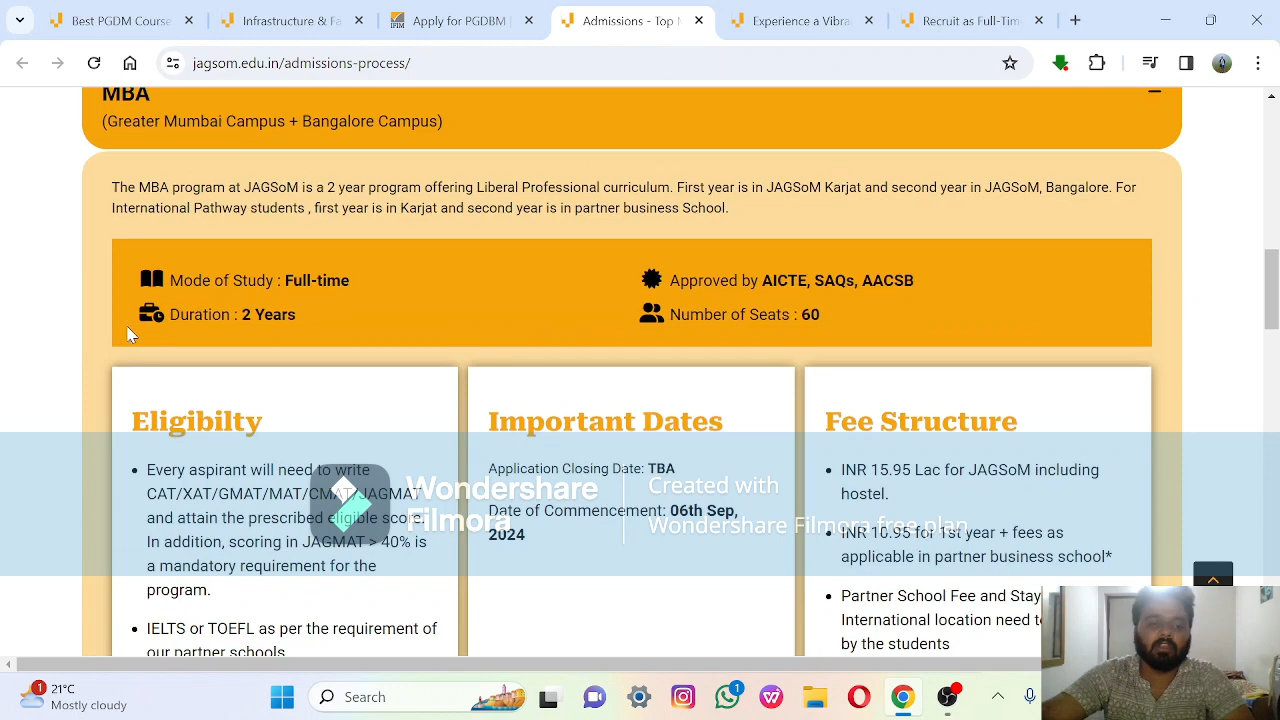 Best PGDM Course
Infrastructure & Fa
IFIM
Apply for PGDBM
Admissions - Top M
Experience a Vibra
Recruit as Full-Time
jagsom.edu.in/admissions-process/
MBA
(Greater Mumbai Campus + Bangalore Campus)
The MBA program at JAGSoM is a 2 year program offering Liberal Professional curriculum. First year is in JAGSoM Karjat and second year in JAGSoM, Bangalore. For
International Pathway students , first year is in Karjat and second year is in partner business School.
Mode of Study : Full-time
Duration : 2 Years
Approved by AICTE, SAQs, AACSB
Number of Seats : 60
Eligibilty
Every aspirant will need to write
CAT/XAT/GMAT/MAT/CMAT/JAGMAT
and attain the prescribed eligible score.
In addition, scoring in JAGMAT > 40% is
a mandatory requirement for the
program.
IELTS or TOEFL as per the requirement of
our partner schools
Important Dates
Application Closing Date: TBA
Date of Commencement: 06th Sep,
2024
Fee Structure
INR 15.95 Lac for JAGSoM including
hostel.
INR 10.95 for 1st year + fees as
applicable in partner business school*
Partner School Fee and Stay
International location need to
by the students
Wondershare
Filmora
Created with
Wondershare Filmora free plan
1
21°C
Mostly cloudy
Search
1